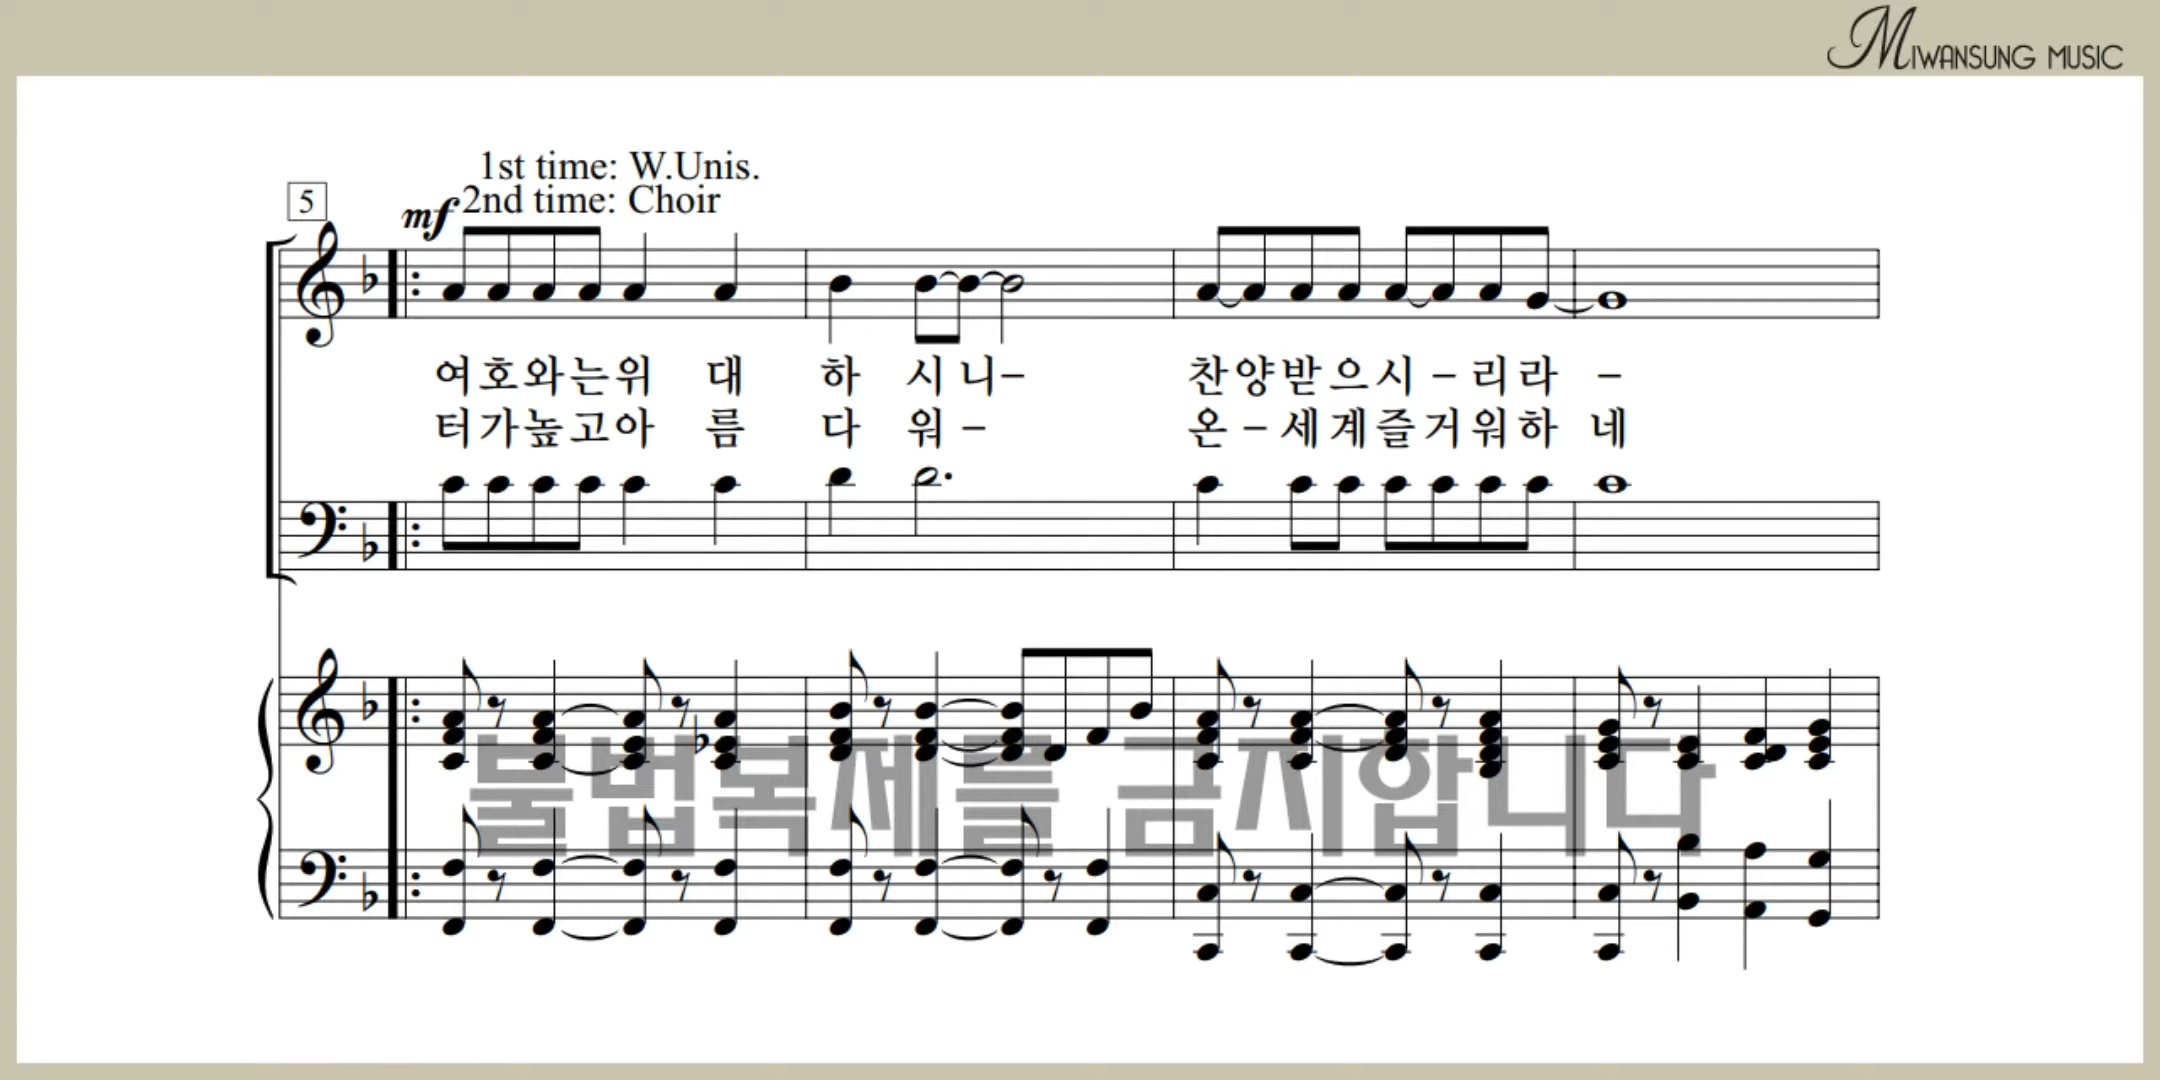 MIWANSUNG MUSIC
1st time: W.Unis.
5
mf 2nd time: Choir
여호와는위 대 하 시 니– 찬양받으시 – 리라 –
터가높고아 름 다 워 – 온 – 세계즐거워하 네
불법복제를 금지합니다